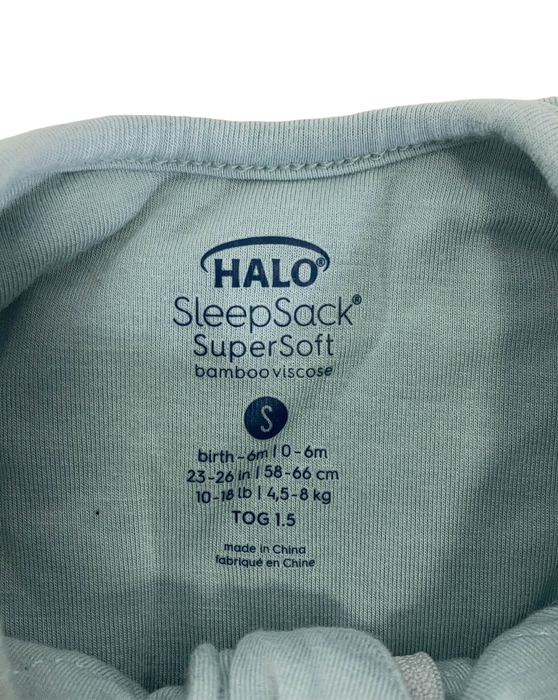 HALO®
SleepSack®
SuperSoft
bamboo viscose
S
birth-6m | 0-6m
23-26 in | 58-66 cm
10-18 lb | 4,5-8 kg
TOG 1.5
made in China
fabriqué en Chine